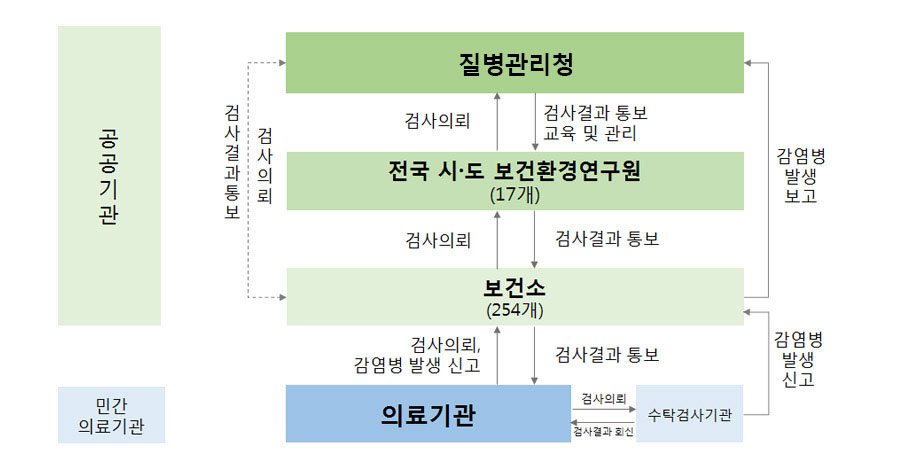 공공기관
검사결과통보
검사의뢰
질병관리청
검사의뢰
검사결과 통보
교육 및 관리
전국 시·도 보건환경연구원
(17개)
감염병
발생
보고
검사의뢰
검사결과 통보
보건소
(254개)
검사의뢰,
감염병 발생 신고
검사결과 통보
감염병
발생
신고
민간
의료기관
의료기관
검사의뢰
검사결과 회신
수탁검사기관